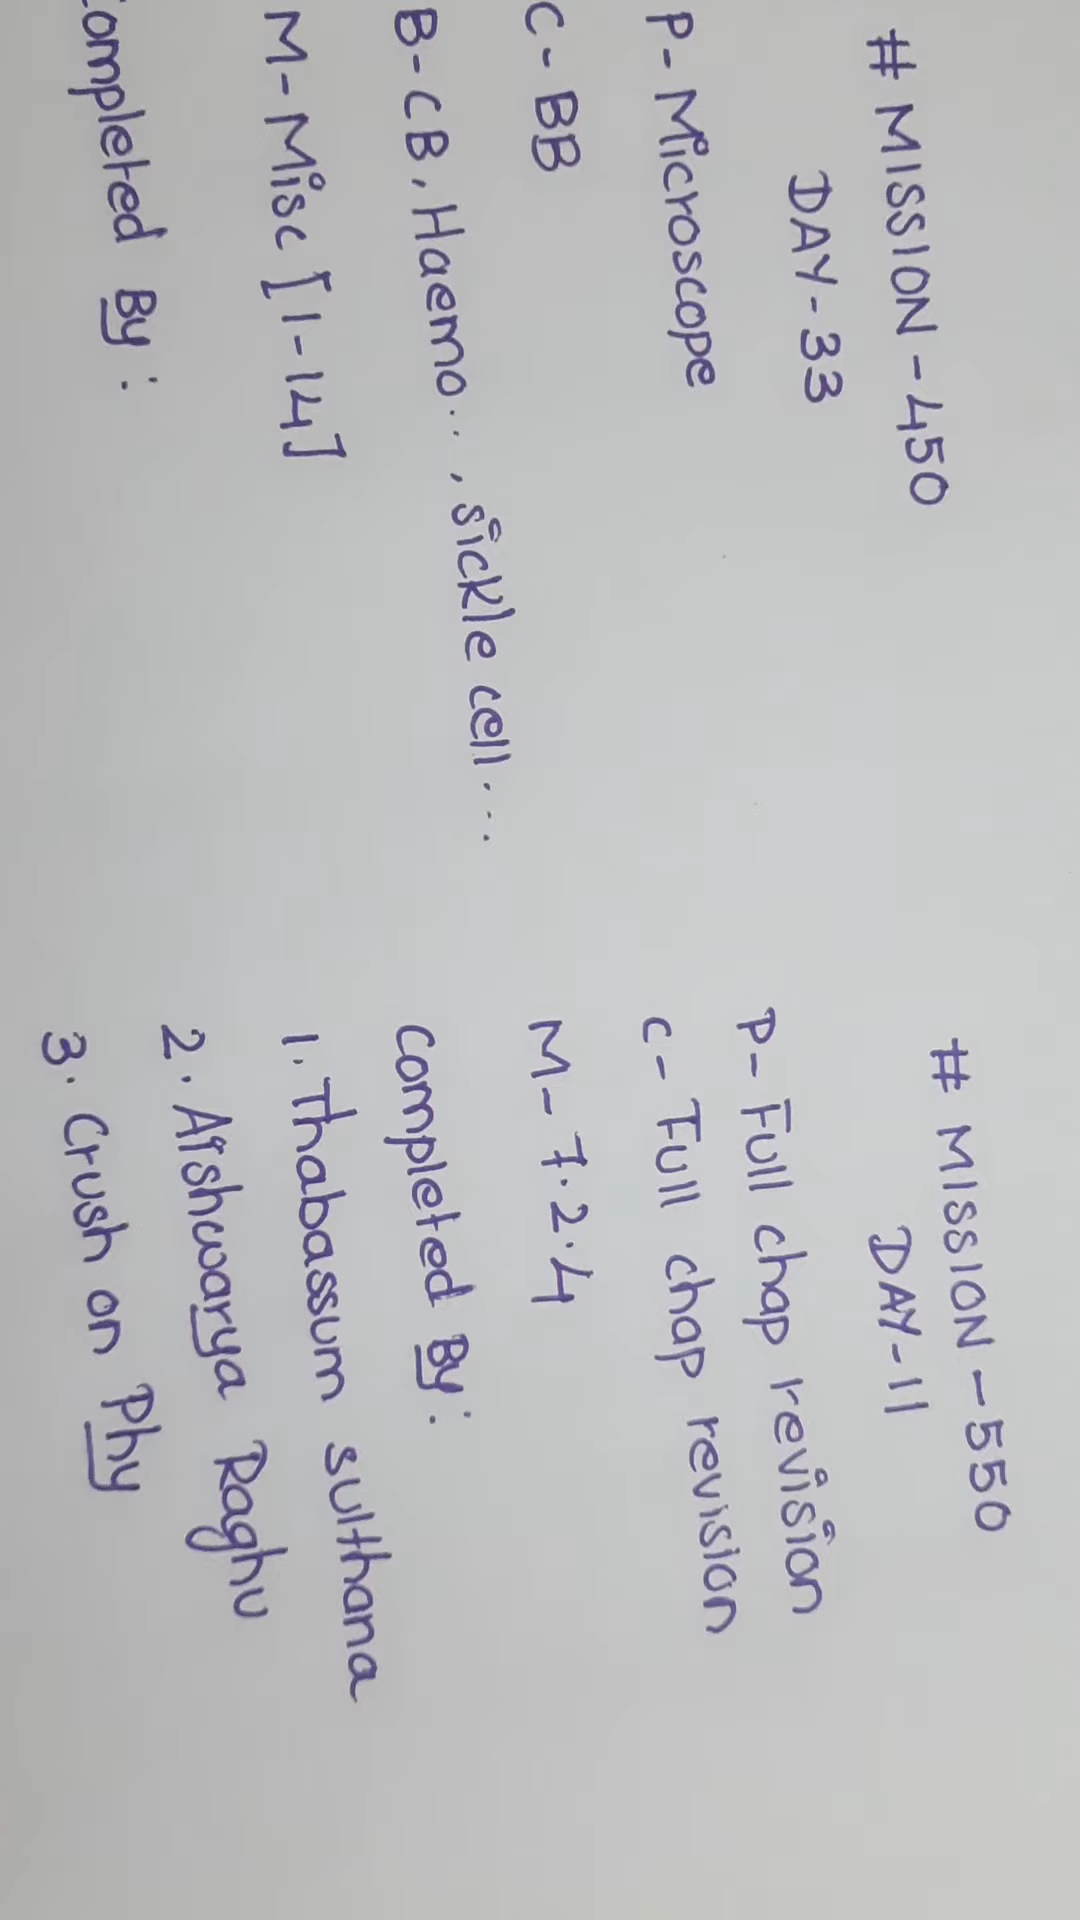 # MISSION-450
DAY-33
P-Microscope
C-BB
B-CB, Haemo.., sickle cell...
M-Misc [1-14]
Completed By:
# MISSION-550
DAY-11
P-Full chap revision
C-Full chap revision
M-7.2.4
Completed By:
1. Thabassum sulthana
2. Aishwarya Raghu
3. Crush on Phy